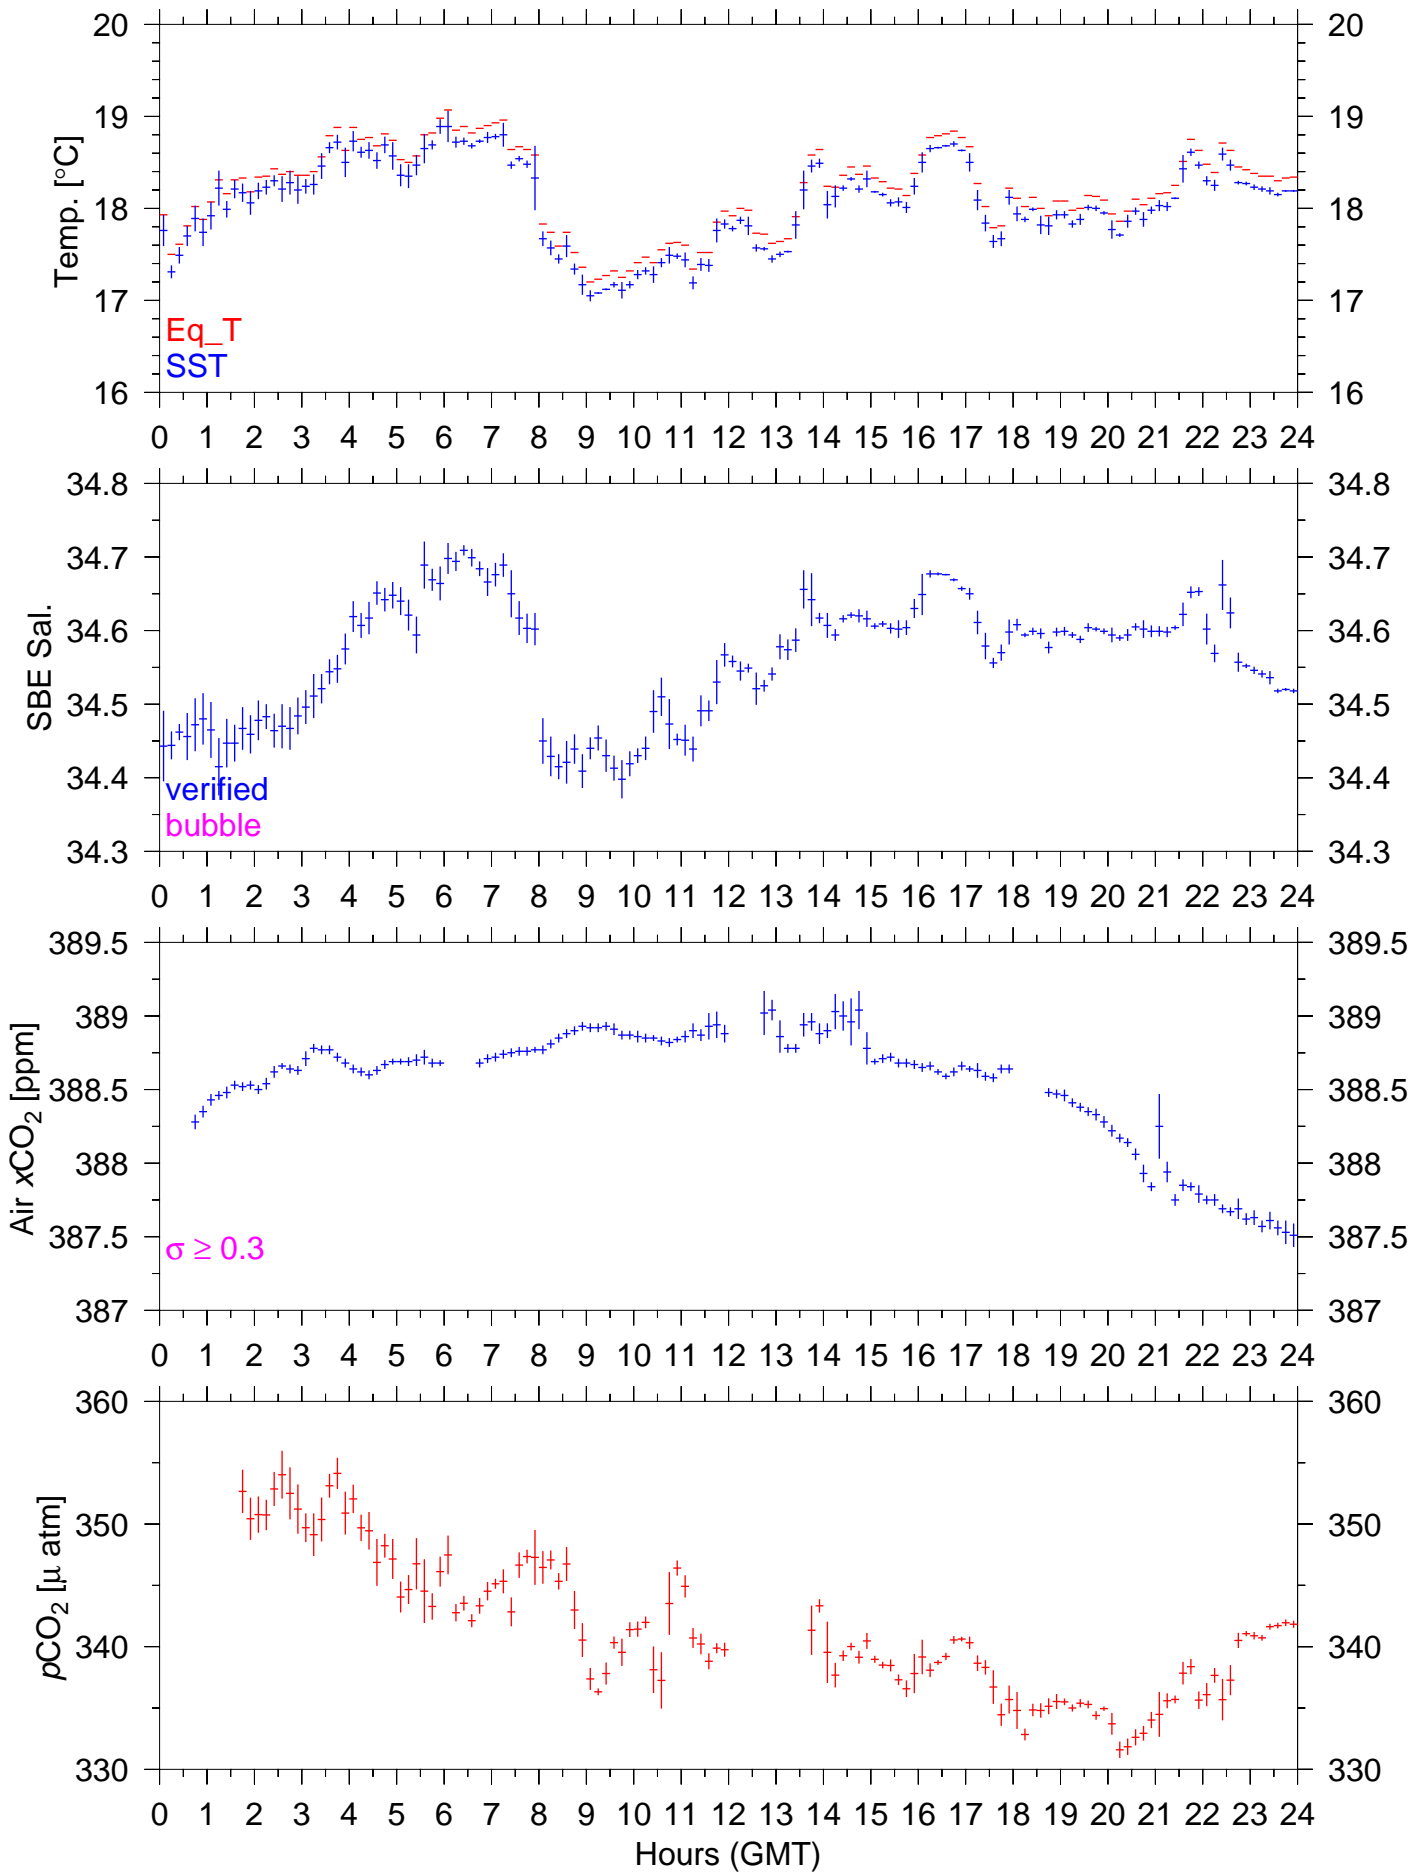 20 20
19 19
18 18
17 17
16 16
Temp. [°C]
Eq_T
SST
0 1 2 3 4 5 6 7 8 9 10 11 12 13 14 15 16 17 18 19 20 21 22 23 24
34.8 34.8
34.7 34.7
34.6 34.6
34.5 34.5
34.4 34.4
34.3 34.3
SBE Sal.
verified
bubble
0 1 2 3 4 5 6 7 8 9 10 11 12 13 14 15 16 17 18 19 20 21 22 23 24
389.5 389.5
389 389
388.5 388.5
388 388
387.5 387.5
387 387
Air xCO₂ [ppm]
σ ≥ 0.3
0 1 2 3 4 5 6 7 8 9 10 11 12 13 14 15 16 17 18 19 20 21 22 23 24
360 360
350 350
340 340
330 330
pCO₂ [μ atm]
0 1 2 3 4 5 6 7 8 9 10 11 12 13 14 15 16 17 18 19 20 21 22 23 24
Hours (GMT)